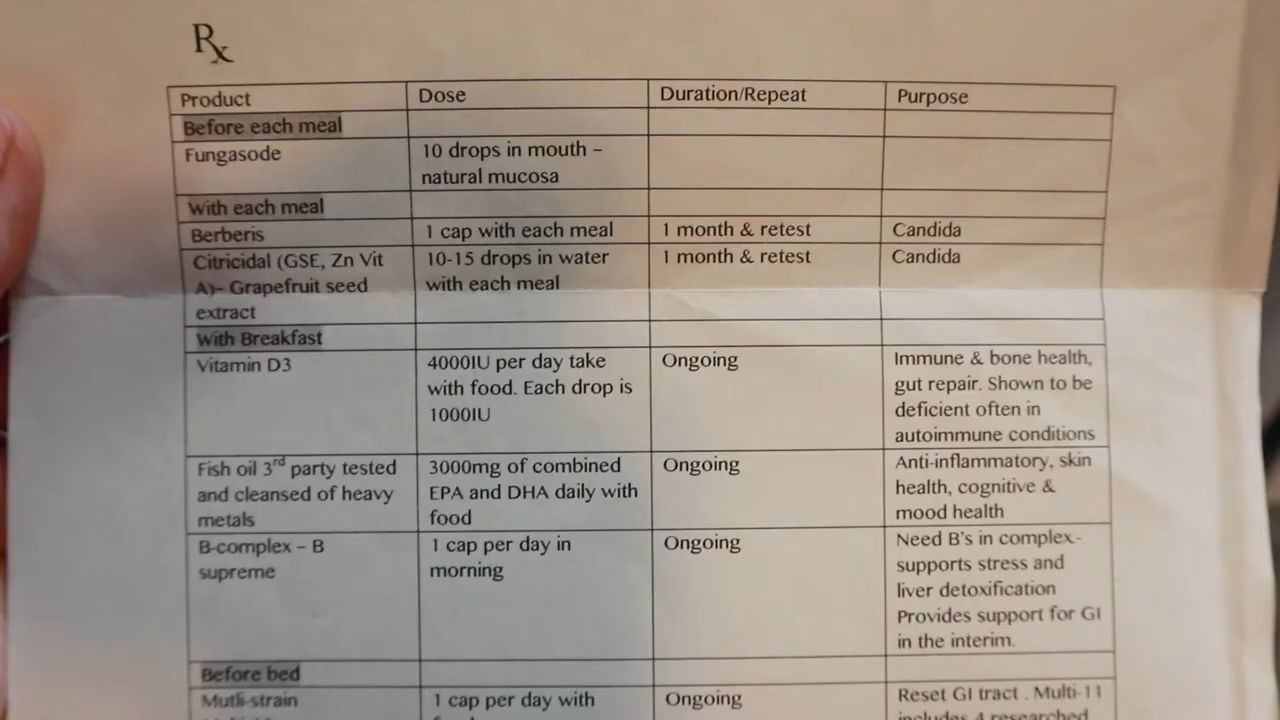 Rx
Product Dose Duration/Repeat Purpose
Before each meal
Fungasode 10 drops in mouth –
natural mucosa
With each meal
Berberis 1 cap with each meal 1 month & retest Candida
Citricidal (GSE, Zn Vit 10-15 drops in water 1 month & retest Candida
A)– Grapefruit seed with each meal
extract
With Breakfast
Vitamin D3 4000IU per day take Ongoing Immune & bone health,
with food. Each drop is gut repair. Shown to be
1000IU deficient often in
autoimmune conditions
Fish oil 3rd party tested 3000mg of combined Ongoing Anti-inflammatory, skin
and cleansed of heavy EPA and DHA daily with health, cognitive &
metals food mood health
B-complex – B 1 cap per day in Ongoing Need B's in complex-
supreme morning supports stress and
liver detoxification
Provides support for GI
in the interim.
Before bed
Mutli-strain 1 cap per day with Ongoing Reset GI tract . Multi-11
includes 4 researched